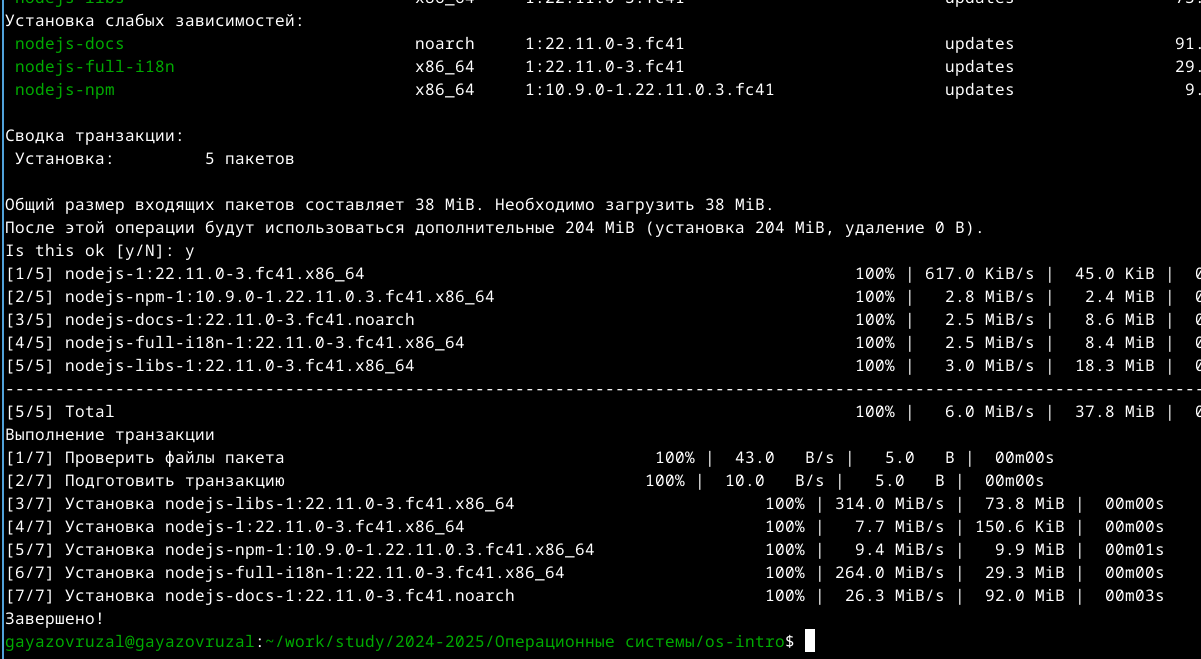 nodejs-libs x86_64 1:22.11.0-3.fc41 updates 73.
Установка слабых зависимостей:
nodejs-docs noarch 1:22.11.0-3.fc41 updates 91.
nodejs-full-i18n x86_64 1:22.11.0-3.fc41 updates 29.
nodejs-npm x86_64 1:10.9.0-1.22.11.0.3.fc41 updates 9.
Сводка транзакции:
Установка: 5 пакетов
Общий размер входящих пакетов составляет 38 MiB. Необходимо загрузить 38 MiB.
После этой операции будут использоваться дополнительные 204 MiB (установка 204 MiB, удаление 0 B).
Is this ok [y/N]: y
[1/5] nodejs-1:22.11.0-3.fc41.x86_64 100% | 617.0 KiB/s | 45.0 KiB | 0
[2/5] nodejs-npm-1:10.9.0-1.22.11.0.3.fc41.x86_64 100% | 2.8 MiB/s | 2.4 MiB | 0
[3/5] nodejs-docs-1:22.11.0-3.fc41.noarch 100% | 2.5 MiB/s | 8.6 MiB | 0
[4/5] nodejs-full-i18n-1:22.11.0-3.fc41.x86_64 100% | 2.5 MiB/s | 8.4 MiB | 0
[5/5] nodejs-libs-1:22.11.0-3.fc41.x86_64 100% | 3.0 MiB/s | 18.3 MiB | 0
------------------------------------------------------------------------------------------------------------------------
[5/5] Total 100% | 6.0 MiB/s | 37.8 MiB | 0
Выполнение транзакции
[1/7] Проверить файлы пакета 100% | 43.0 B/s | 5.0 B | 00m00s
[2/7] Подготовить транзакцию 100% | 10.0 B/s | 5.0 B | 00m00s
[3/7] Установка nodejs-libs-1:22.11.0-3.fc41.x86_64 100% | 314.0 MiB/s | 73.8 MiB | 00m00s
[4/7] Установка nodejs-1:22.11.0-3.fc41.x86_64 100% | 7.7 MiB/s | 150.6 KiB | 00m00s
[5/7] Установка nodejs-npm-1:10.9.0-1.22.11.0.3.fc41.x86_64 100% | 9.4 MiB/s | 9.9 MiB | 00m01s
[6/7] Установка nodejs-full-i18n-1:22.11.0-3.fc41.x86_64 100% | 264.0 MiB/s | 29.3 MiB | 00m00s
[7/7] Установка nodejs-docs-1:22.11.0-3.fc41.noarch 100% | 26.3 MiB/s | 92.0 MiB | 00m03s
Завершено!
gayazovruzal@gayazovruzal:~/work/study/2024-2025/Операционные системы/os-intro$